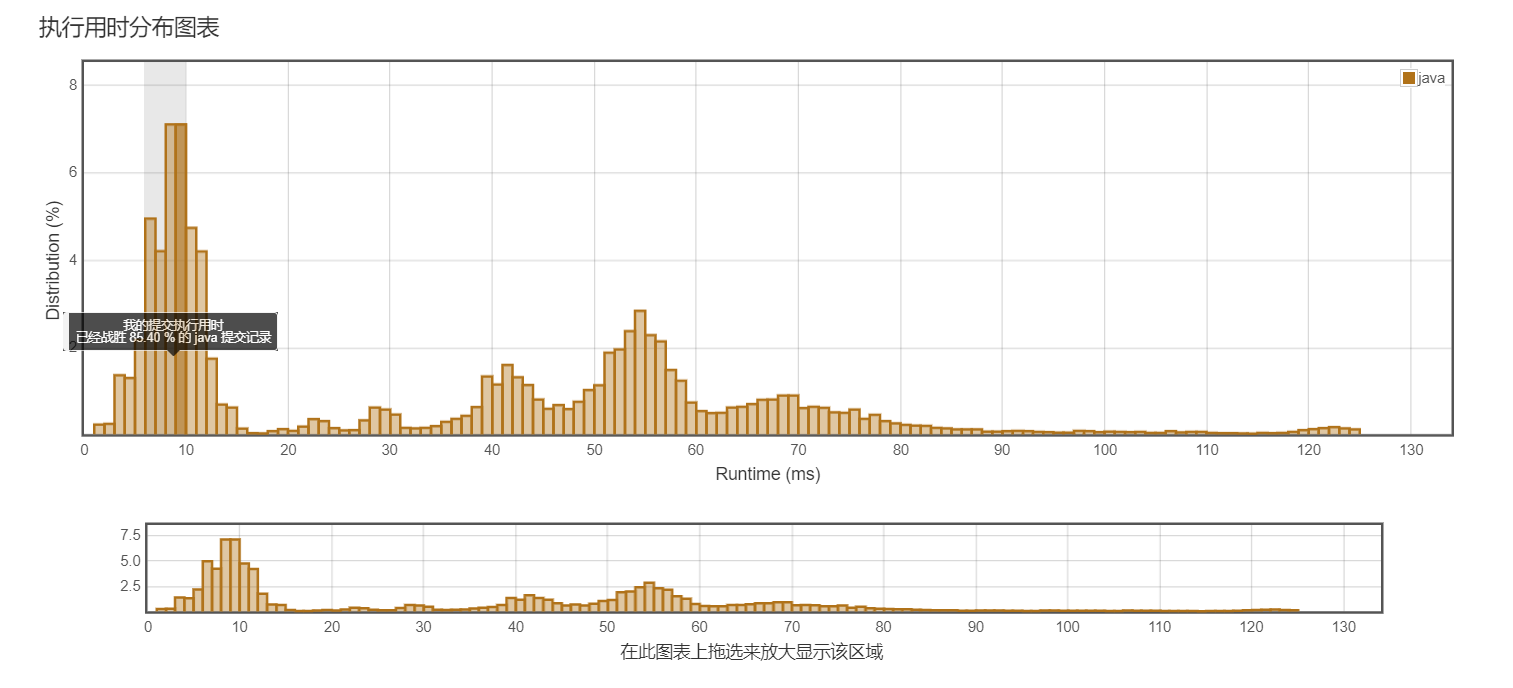 执行用时分布图表
java
8
6
4
2
Distribution (%)
我的提交执行用时
已经战胜 85.40 % 的 java 提交记录
0 10 20 30 40 50 60 70 80 90 100 110 120 130
Runtime (ms)
7.5
5.0
2.5
0 10 20 30 40 50 60 70 80 90 100 110 120 130
在此图表上拖选来放大显示该区域